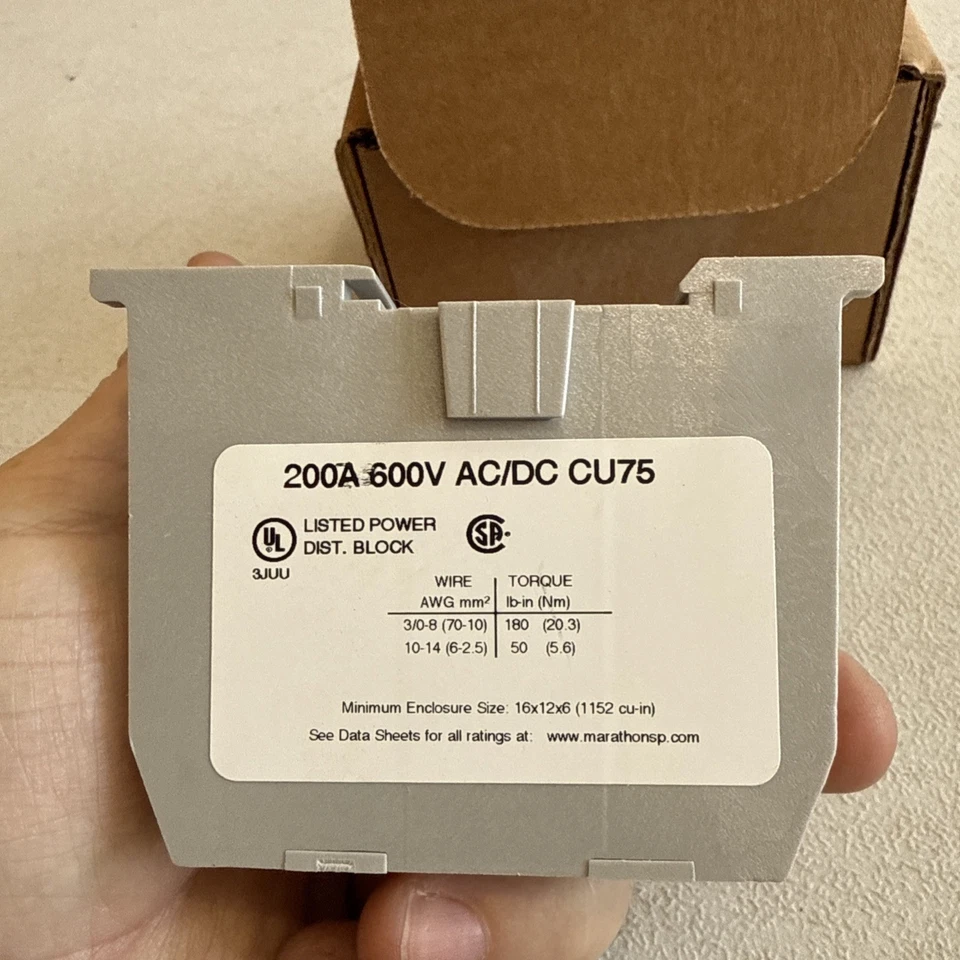 200A 600V AC/DC CU75
UL
LISTED POWER
DIST. BLOCK
SA
3JUU
WIRE TORQUE
AWG mm² lb-in (Nm)
3/0-8 (70-10) 180 (20.3)
10-14 (6-2.5) 50 (5.6)
Minimum Enclosure Size: 16x12x6 (1152 cu-in)
See Data Sheets for all ratings at: www.marathonsp.com